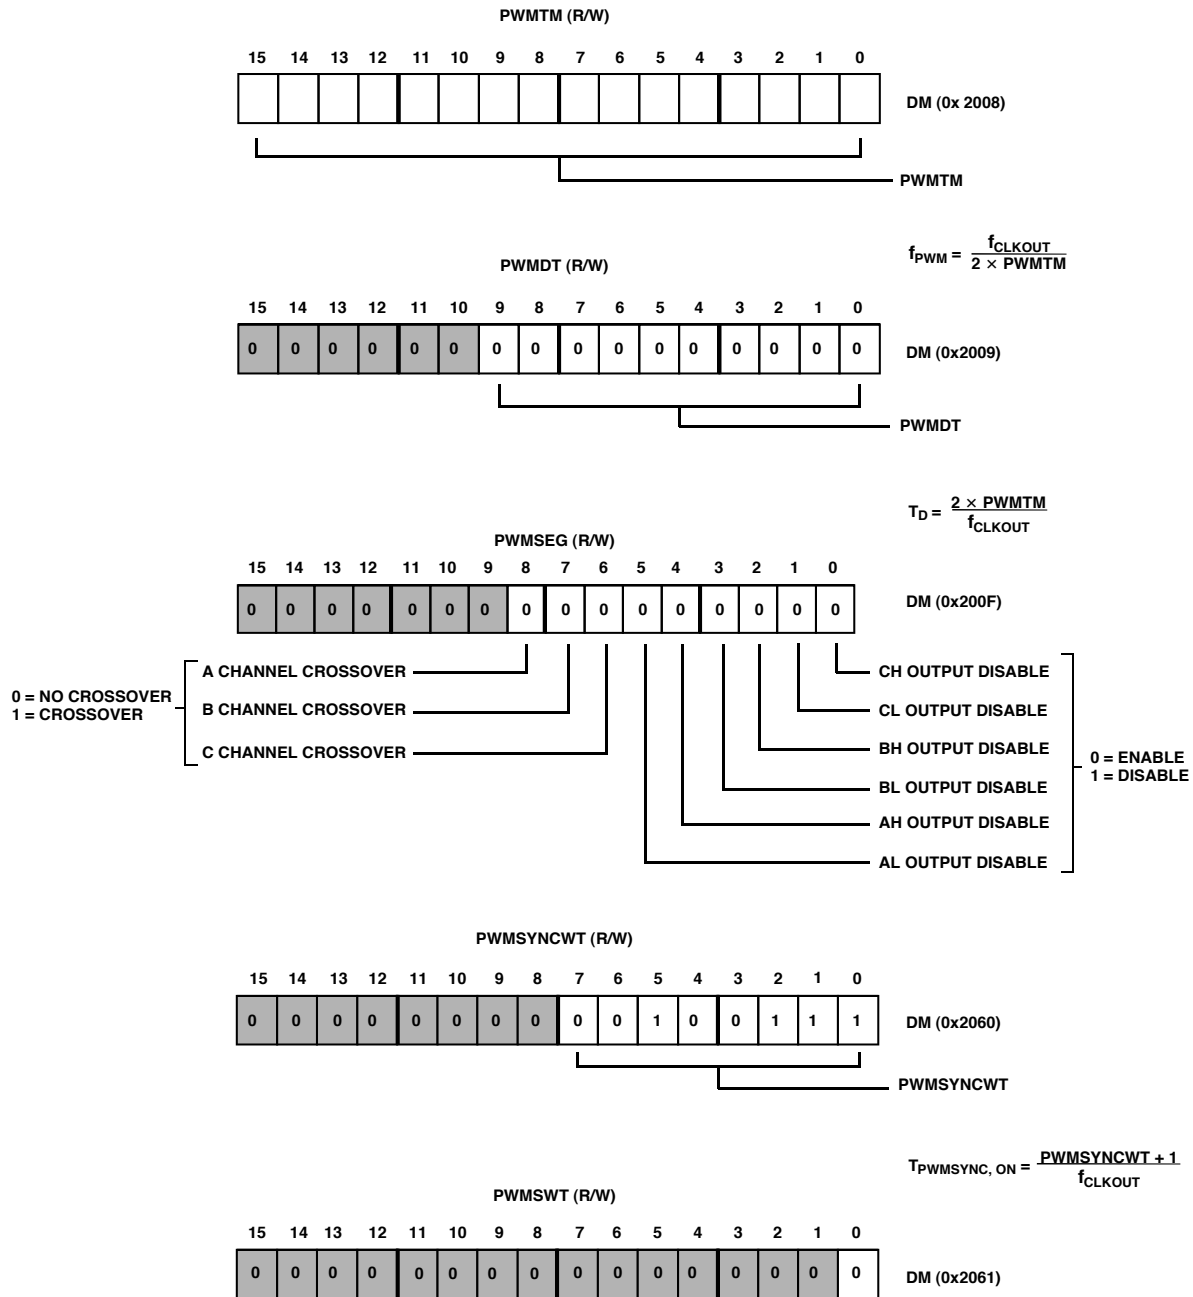 PWMTM (R/W)
15 14 13 12 11 10 9 8 7 6 5 4 3 2 1 0
DM (0x 2008)
PWMTM
fPWM = fCLKOUT / 2 × PWMTM
PWMDT (R/W)
15 14 13 12 11 10 9 8 7 6 5 4 3 2 1 0
0 0 0 0 0 0 0 0 0 0 0 0 0 0 0 0 DM (0x2009)
PWMDT
TD = 2 × PWMTM / fCLKOUT
PWMSEG (R/W)
15 14 13 12 11 10 9 8 7 6 5 4 3 2 1 0
0 0 0 0 0 0 0 0 0 0 0 0 0 0 0 0 DM (0x200F)
0 = NO CROSSOVER
1 = CROSSOVER
A CHANNEL CROSSOVER
B CHANNEL CROSSOVER
C CHANNEL CROSSOVER
CH OUTPUT DISABLE
CL OUTPUT DISABLE
BH OUTPUT DISABLE
BL OUTPUT DISABLE
AH OUTPUT DISABLE
AL OUTPUT DISABLE
0 = ENABLE
1 = DISABLE
PWMSYNCWT (R/W)
15 14 13 12 11 10 9 8 7 6 5 4 3 2 1 0
0 0 0 0 0 0 0 0 0 0 1 0 0 1 1 1 DM (0x2060)
PWMSYNCWT
TPWMSYNC, ON = PWMSYNCWT + 1 / fCLKOUT
PWMSWT (R/W)
15 14 13 12 11 10 9 8 7 6 5 4 3 2 1 0
0 0 0 0 0 0 0 0 0 0 0 0 0 0 0 0 DM (0x2061)